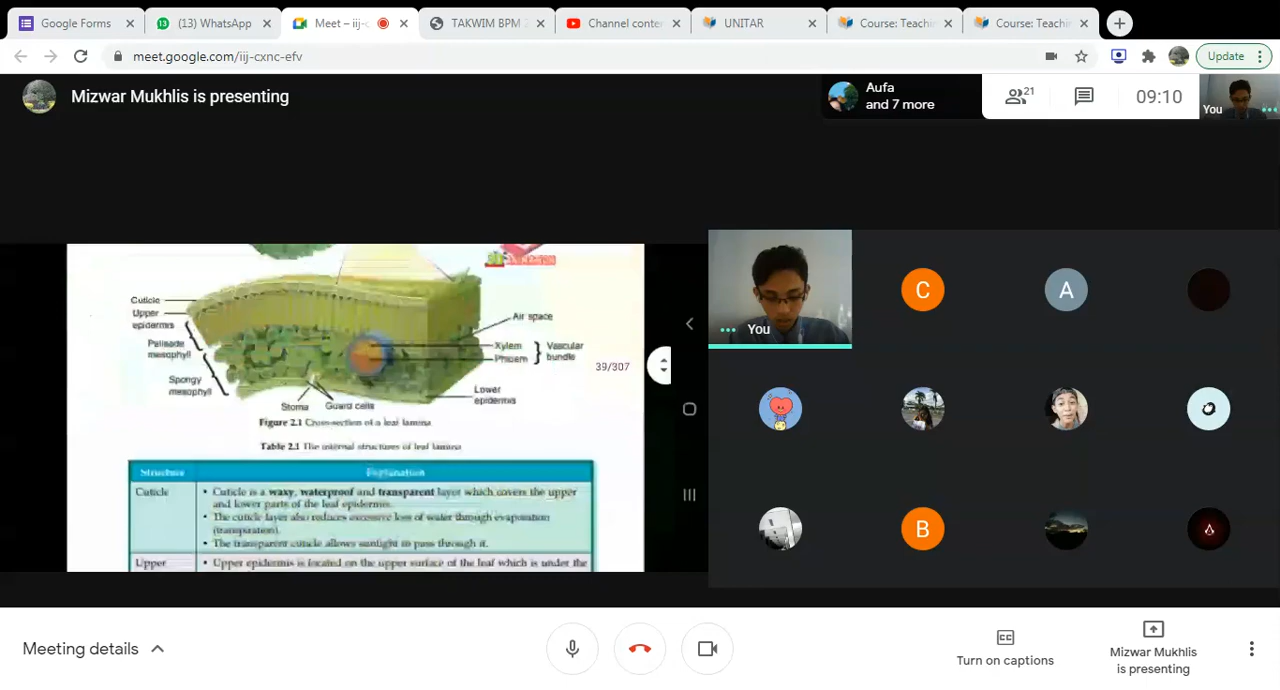 Google Forms
(13) WhatsApp
Meet – iij-
TAKWIM BPM 2
Channel conte
UNITAR
Course: Teachi
Course: Teachi
meet.google.com/iij-cxnc-efv
Update
Mizwar Mukhlis is presenting
Aufa
and 7 more
21
09:10
You
Cuticle
Upper
epidermis
Palisade
mesophyll
Spongy
mesophyll
Air space
Xylem
Phloem
Vascular
bundle
Lower
epidermis
Stoma
Guard cells
39/307
Figure 2.1 Cross-section of a leaf lamina
Table 2.1 The internal structures of leaf lamina
Structure
Explanation
Cuticle
• Cuticle is a waxy, waterproof and transparent layer which covers the upper
and lower parts of the leaf epidermis.
• The cuticle layer also reduces excessive loss of water through evaporation
(transpiration).
• The transparent cuticle allows sunlight to pass through it.
Upper
• Upper epidermis is located on the upper surface of the leaf which is under the
You
C
A
B
Meeting details
CC
Turn on captions
Mizwar Mukhlis
is presenting